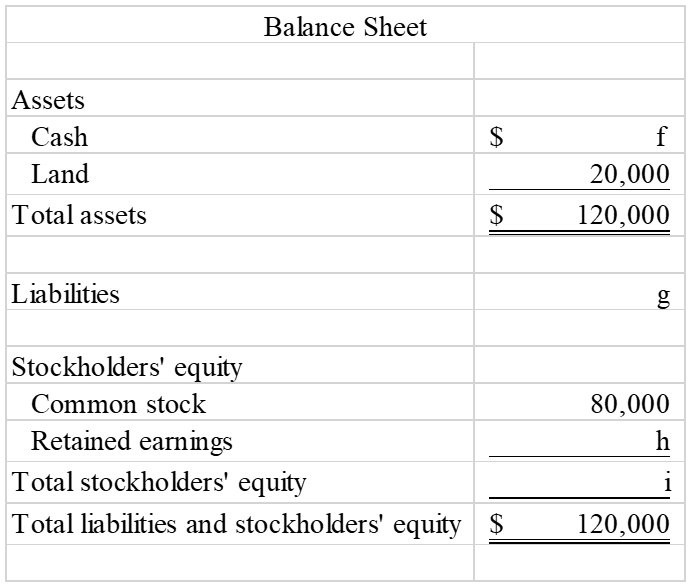 Balance Sheet
Assets
Cash $ f
Land 20,000
Total assets $ 120,000
Liabilities g
Stockholders' equity
Common stock 80,000
Retained earnings h
Total stockholders' equity i
Total liabilities and stockholders' equity $ 120,000